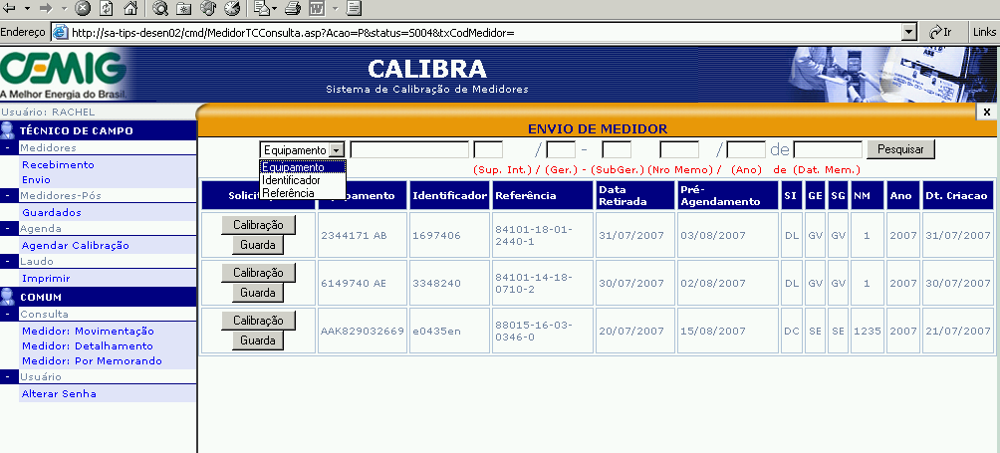 Endereço http://sa-tips-desen02/cmd/MedidorTCConsulta.asp?Acao=P&status=S004&txCodMedidor= Ir Links
CEMIG
A Melhor Energia do Brasil.
CALIBRA
Sistema de Calibração de Medidores
Usuário: RACHEL
TÉCNICO DE CAMPO
- Medidores
Recebimento
Envio
- Medidores-Pós
Guardados
- Agenda
Agendar Calibração
- Laudo
Imprimir
COMUM
- Consulta
Medidor: Movimentação
Medidor: Detalhamento
Medidor: Por Memorando
- Usuário
Alterar Senha
x
ENVIO DE MEDIDOR
Equipamento / - / de Pesquisar
Equipamento
Identificador
Referência
(Sup. Int.) / (Ger.) - (SubGer.) (Nro Memo) / (Ano) de (Dat. Mem.)
Identificador Referência Data Retirada Pré-Agendamento SI GE SG NM Ano Dt. Criacao
Calibração Guarda 2344171 AB 1697406 84101-18-01-2440-1 31/07/2007 03/08/2007 DL GV GV 1 2007 31/07/2007
Calibração Guarda 6149740 AE 3348240 84101-14-18-0710-2 30/07/2007 02/08/2007 DL GV GV 1 2007 30/07/2007
Calibração Guarda AAK829032669 e0435en 88015-16-03-0346-0 20/07/2007 15/08/2007 DC SE SE 1235 2007 21/07/2007